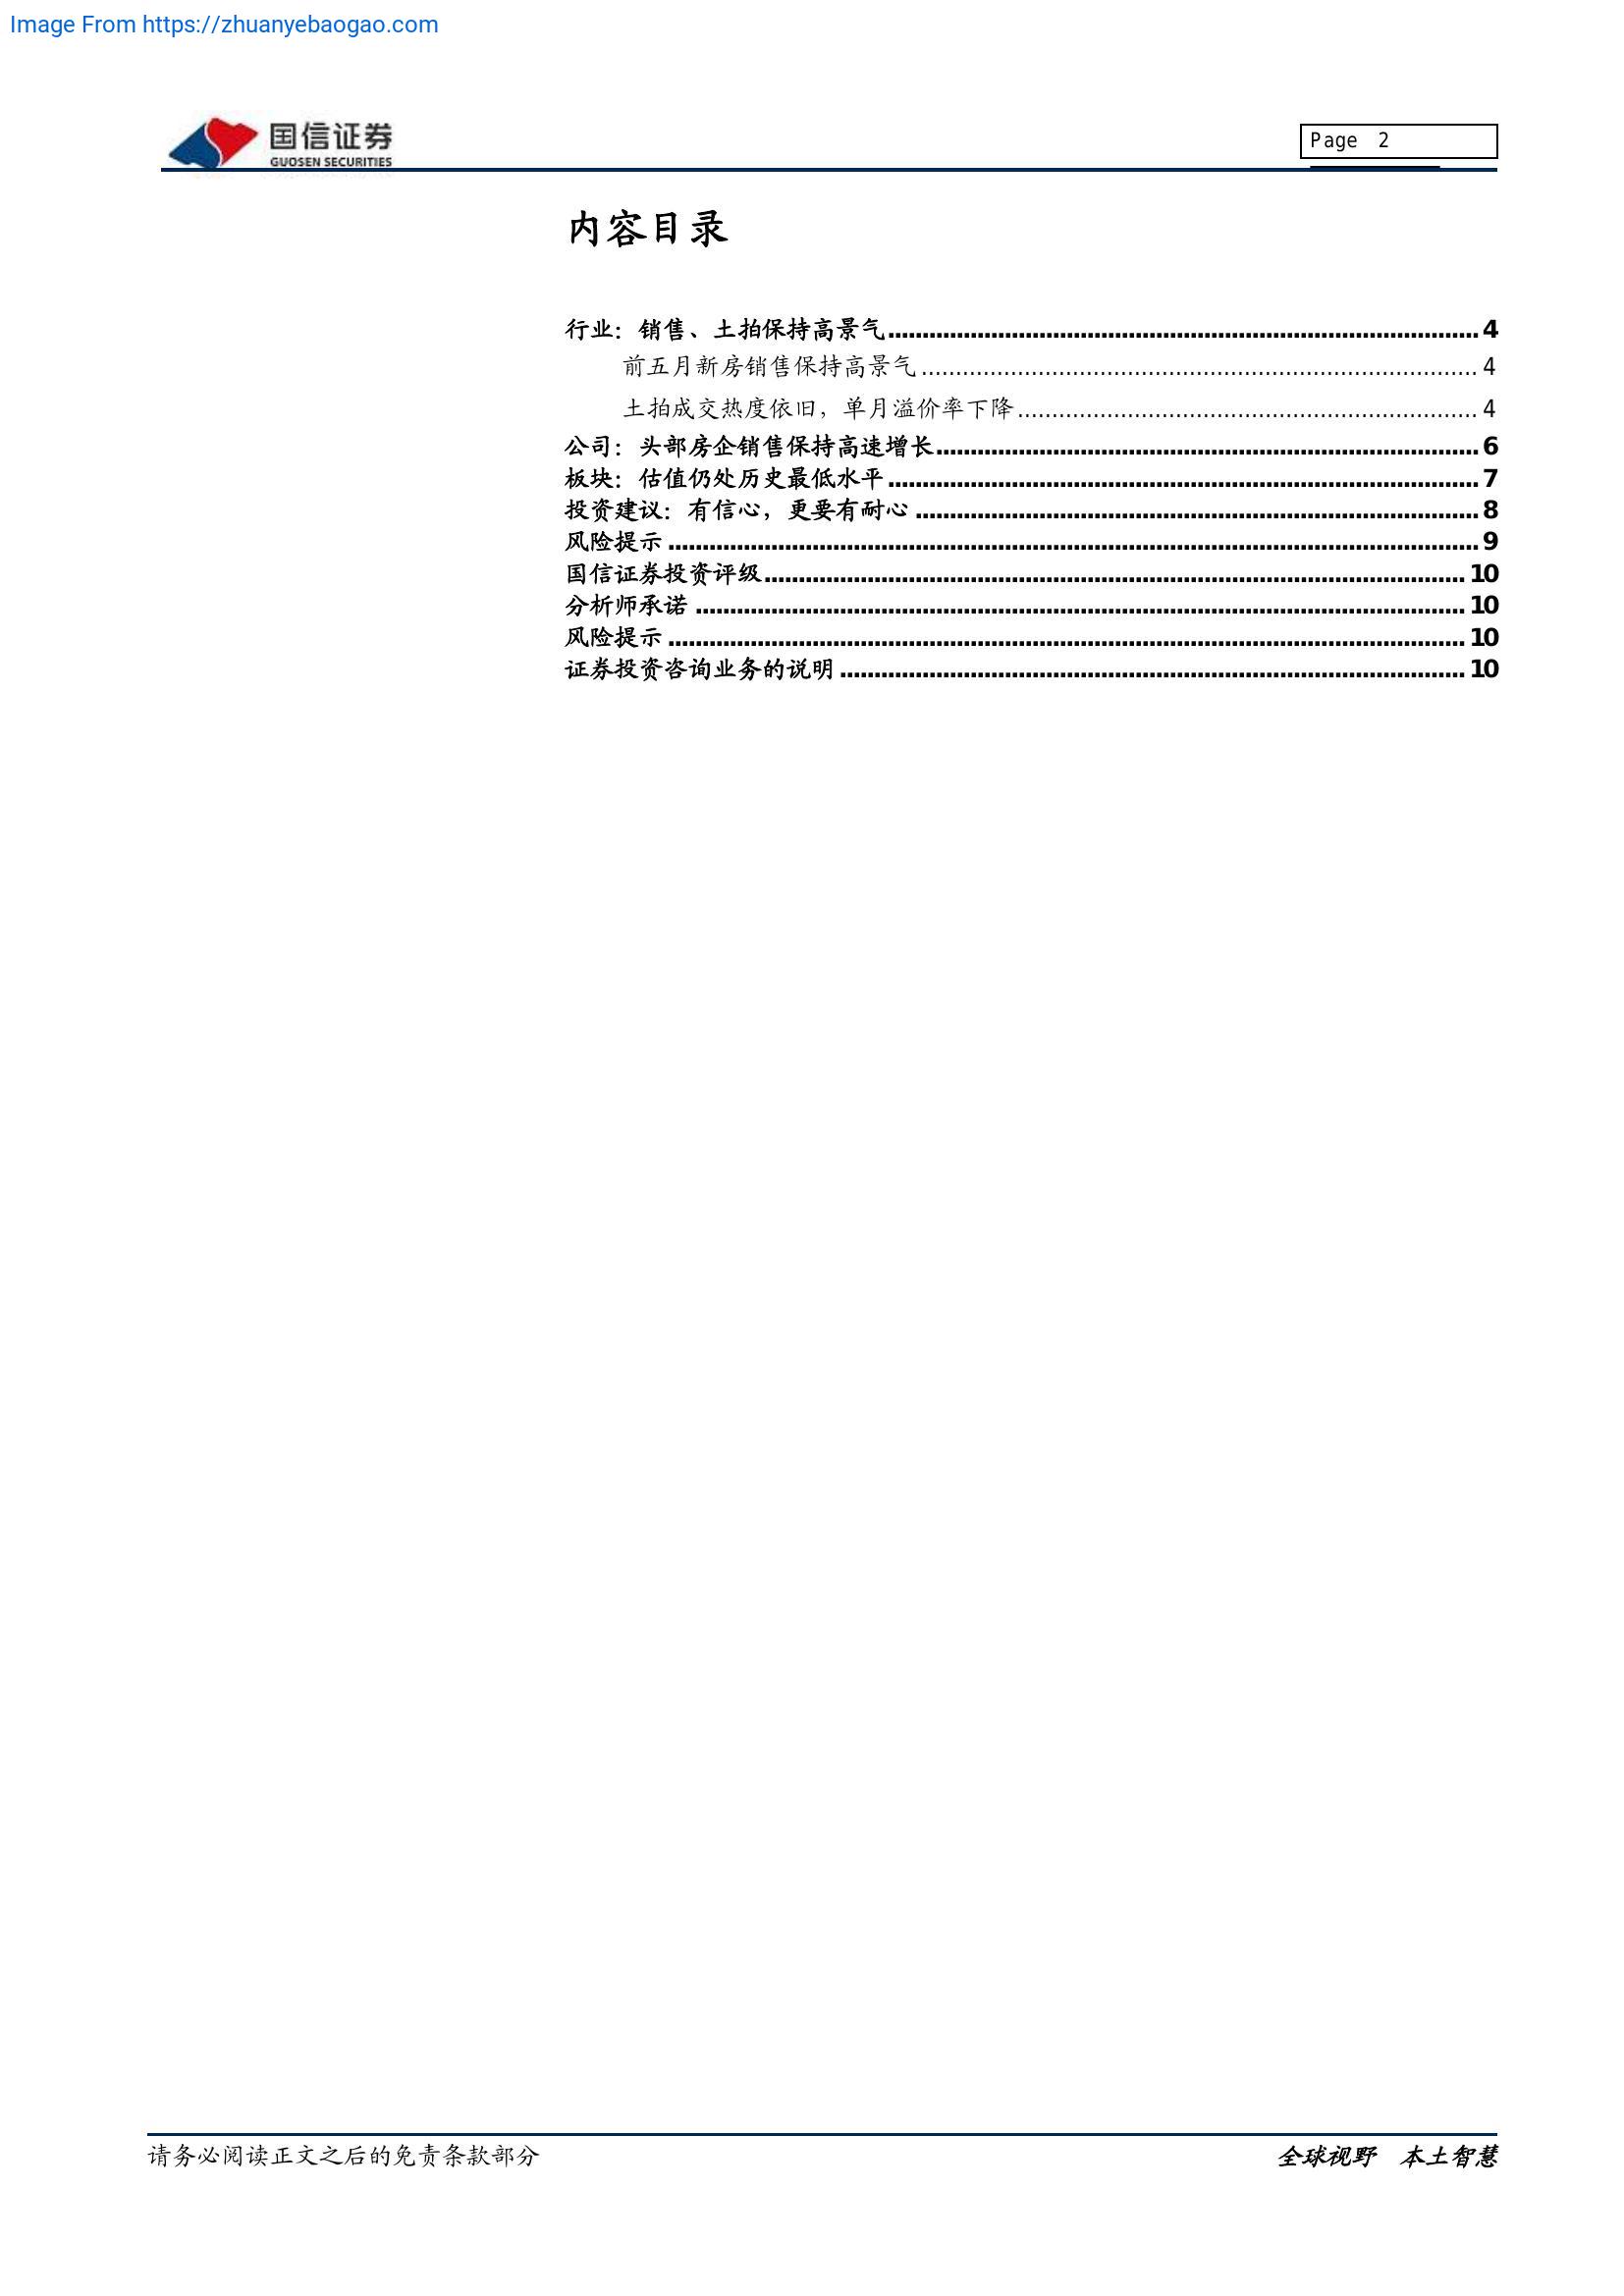 Image From https://zhuanyebaogao.com
国信证券
GUOSEN SECURITIES
Page 2
内容目录
行业：销售、土拍保持高景气 4
前五月新房销售保持高景气 4
土拍成交热度依旧，单月溢价率下降 4
公司：头部房企销售保持高速增长 6
板块：估值仍处历史最低水平 7
投资建议：有信心，更要有耐心 8
风险提示 9
国信证券投资评级 10
分析师承诺 10
风险提示 10
证券投资咨询业务的说明 10
请务必阅读正文之后的免责条款部分
全球视野 本土智慧